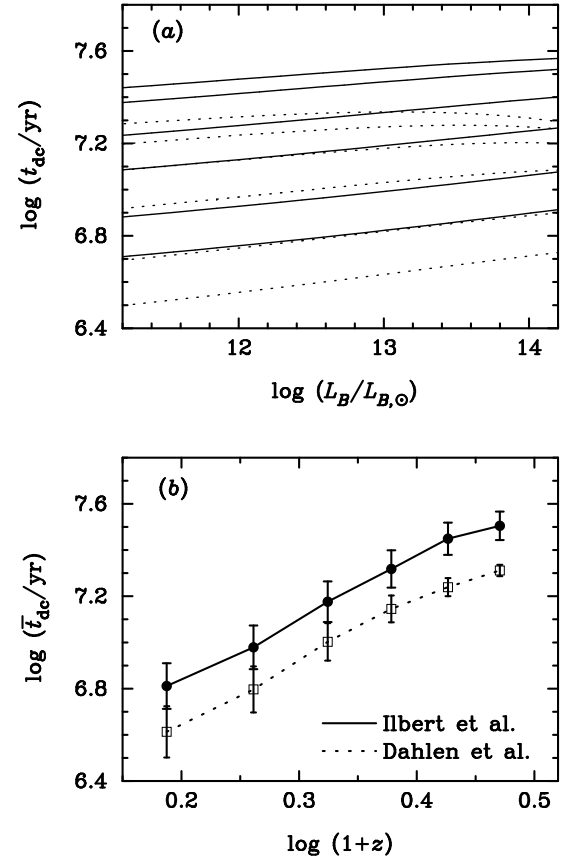 (a)
7.6
7.2
6.8
6.4
log (t_dc/yr)
12 13 14
log (L_B/L_B,⊙)
(b)
7.6
7.2
6.8
6.4
log (t̅_dc/yr)
Ilbert et al.
Dahlen et al.
0.2 0.3 0.4 0.5
log (1+z)